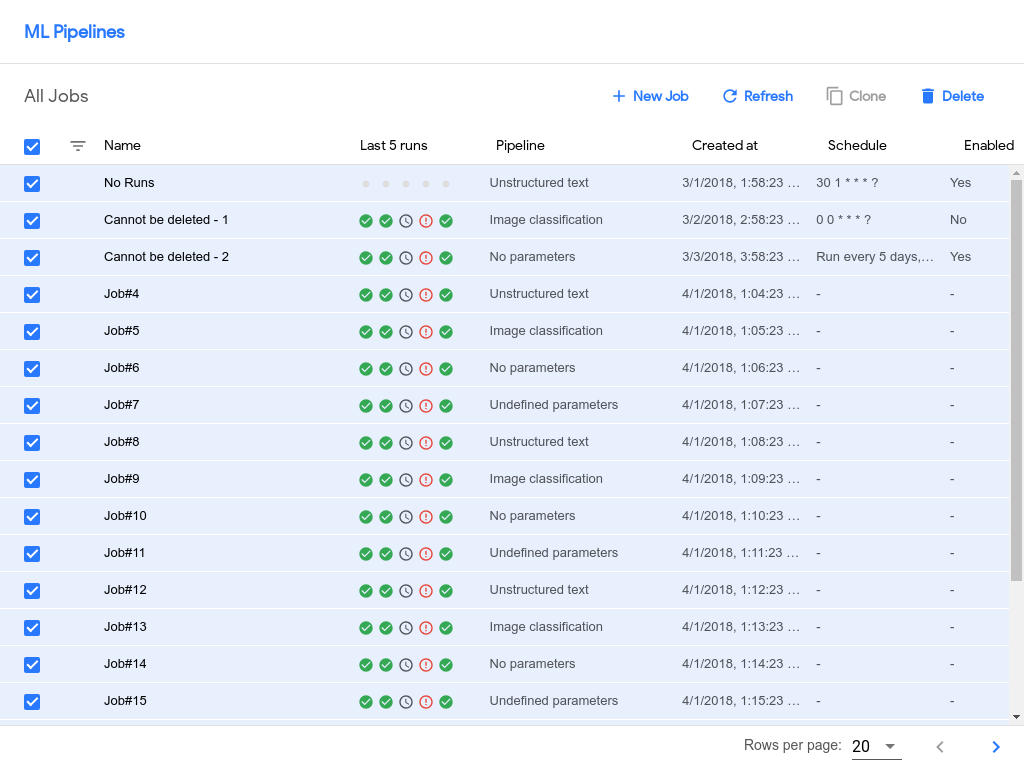 ML Pipelines
All Jobs
New Job Refresh Clone Delete
Name Last 5 runs Pipeline Created at Schedule Enabled
No Runs Unstructured text 3/1/2018, 1:58:23 … 30 1 * * * ? Yes
Cannot be deleted - 1 Image classification 3/2/2018, 2:58:23 … 0 0 * * * ? No
Cannot be deleted - 2 No parameters 3/3/2018, 3:58:23 … Run every 5 days,… Yes
Job#4 Unstructured text 4/1/2018, 1:04:23 … - -
Job#5 Image classification 4/1/2018, 1:05:23 … - -
Job#6 No parameters 4/1/2018, 1:06:23 … - -
Job#7 Undefined parameters 4/1/2018, 1:07:23 … - -
Job#8 Unstructured text 4/1/2018, 1:08:23 … - -
Job#9 Image classification 4/1/2018, 1:09:23 … - -
Job#10 No parameters 4/1/2018, 1:10:23 … - -
Job#11 Undefined parameters 4/1/2018, 1:11:23 … - -
Job#12 Unstructured text 4/1/2018, 1:12:23 … - -
Job#13 Image classification 4/1/2018, 1:13:23 … - -
Job#14 No parameters 4/1/2018, 1:14:23 … - -
Job#15 Undefined parameters 4/1/2018, 1:15:23 … - -
Rows per page: 20